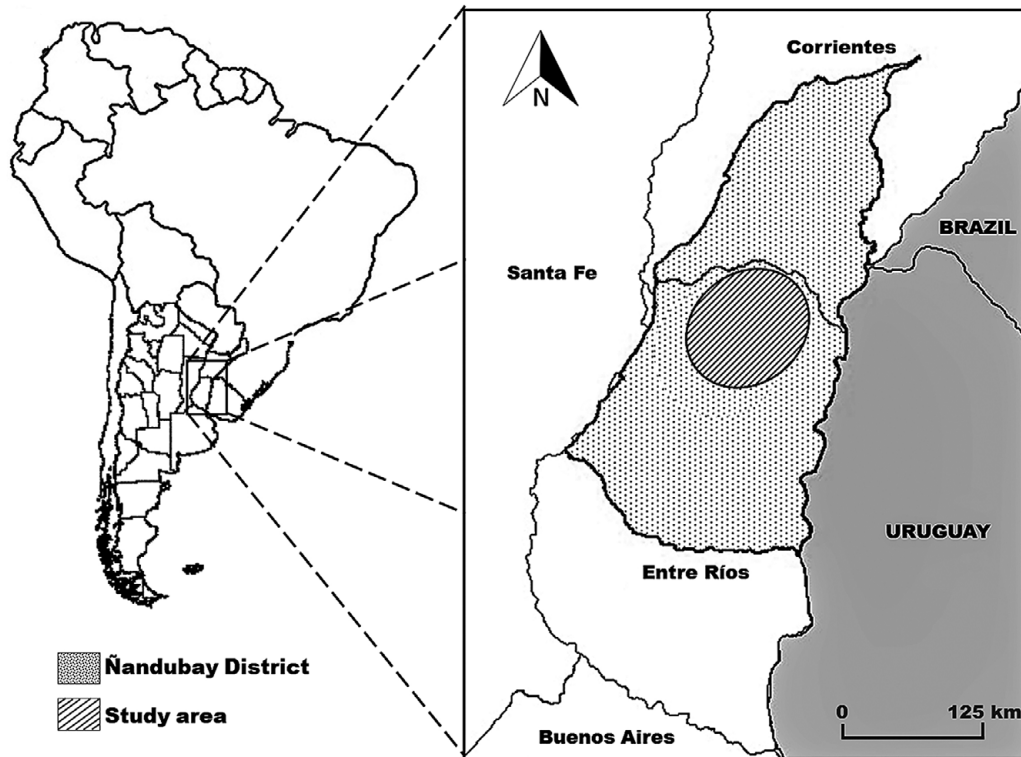 Corrientes
N
BRAZIL
Santa Fe
URUGUAY
Entre Ríos
Ñandubay District
Study area
0 125 km
Buenos Aires